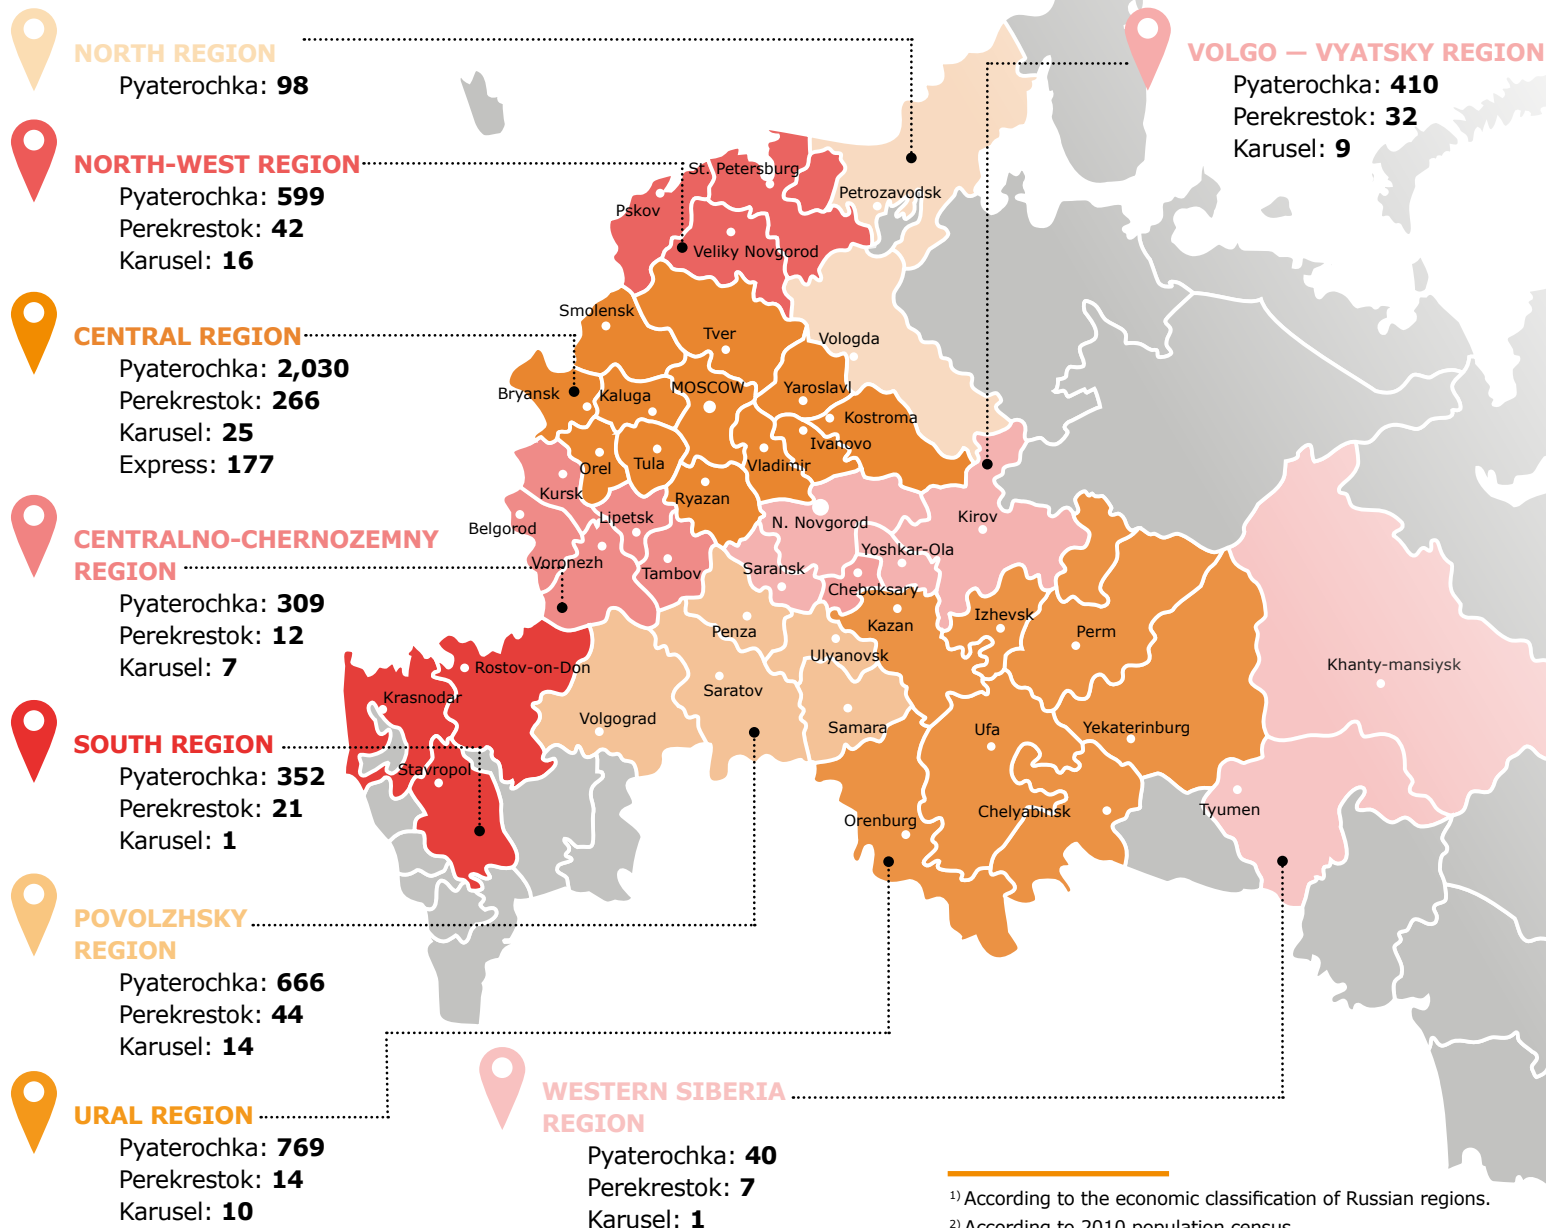 NORTH REGION
Pyaterochka: 98
NORTH-WEST REGION
Pyaterochka: 599
Perekrestok: 42
Karusel: 16
CENTRAL REGION
Pyaterochka: 2,030
Perekrestok: 266
Karusel: 25
Express: 177
CENTRALNO-CHERNOZEMNY
REGION
Pyaterochka: 309
Perekrestok: 12
Karusel: 7
SOUTH REGION
Pyaterochka: 352
Perekrestok: 21
Karusel: 1
POVOLZHSKY
REGION
Pyaterochka: 666
Perekrestok: 44
Karusel: 14
URAL REGION
Pyaterochka: 769
Perekrestok: 14
Karusel: 10
WESTERN SIBERIA
REGION
Pyaterochka: 40
Perekrestok: 7
Karusel: 1
VOLGO — VYATSKY REGION
Pyaterochka: 410
Perekrestok: 32
Karusel: 9
St. Petersburg
Petrozavodsk
Pskov
Veliky Novgorod
Smolensk
Tver
Vologda
Bryansk
Kaluga
MOSCOW
Yaroslavl
Kostroma
Ivanovo
Orel
Tula
Vladimir
Kursk
Ryazan
Belgorod
Lipetsk
N. Novgorod
Kirov
Voronezh
Tambov
Saransk
Yoshkar-Ola
Cheboksary
Penza
Kazan
Izhevsk
Perm
Ulyanovsk
Rostov-on-Don
Khanty-mansiysk
Krasnodar
Saratov
Volgograd
Samara
Ufa
Yekaterinburg
Stavropol
Orenburg
Chelyabinsk
Tyumen
1) According to the economic classification of Russian regions.
2) According to 2010 population census.